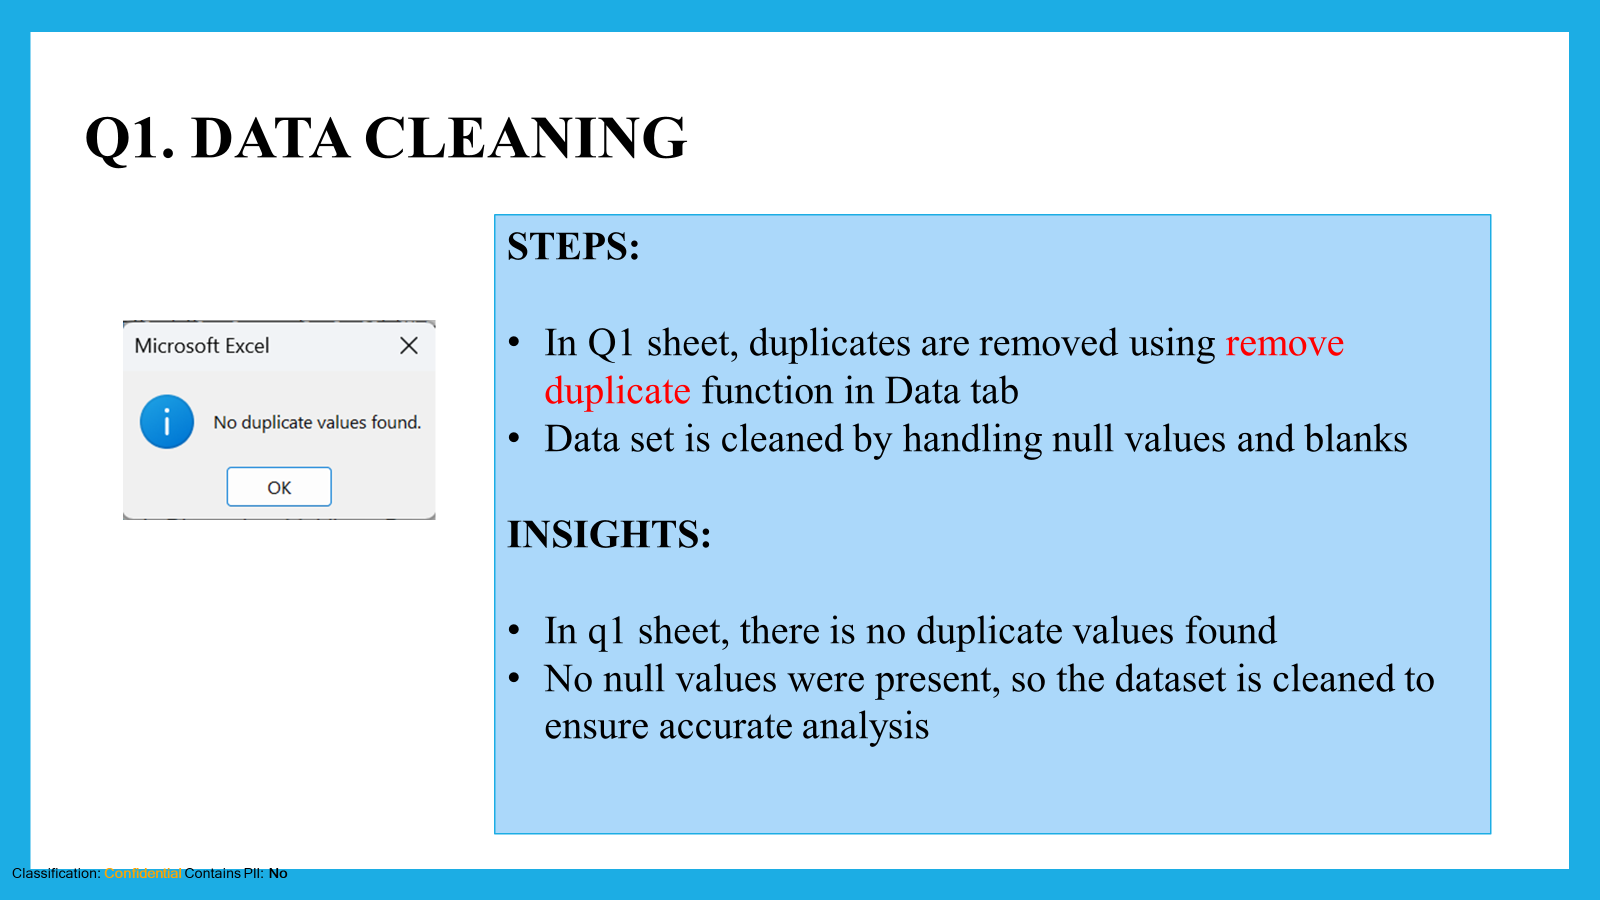 Q1. DATA CLEANING
Microsoft Excel
No duplicate values found.
OK
STEPS:
• In Q1 sheet, duplicates are removed using remove
duplicate function in Data tab
• Data set is cleaned by handling null values and blanks
INSIGHTS:
• In q1 sheet, there is no duplicate values found
• No null values were present, so the dataset is cleaned to
ensure accurate analysis
Classification: Confidential Contains PII: No